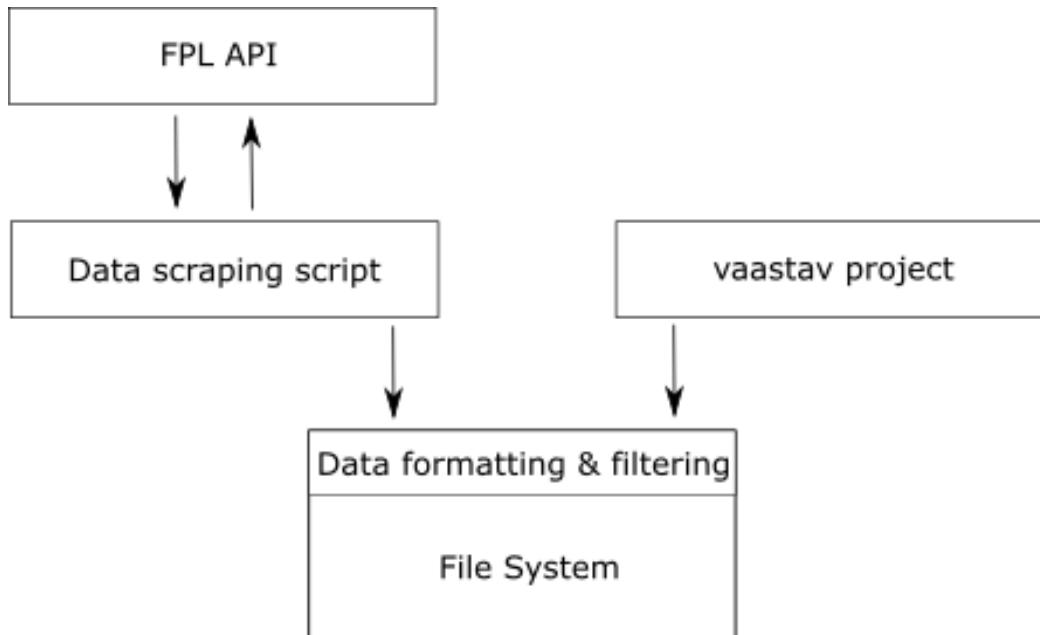 FPL API
Data scraping script
vaastav project
Data formatting & filtering
File System